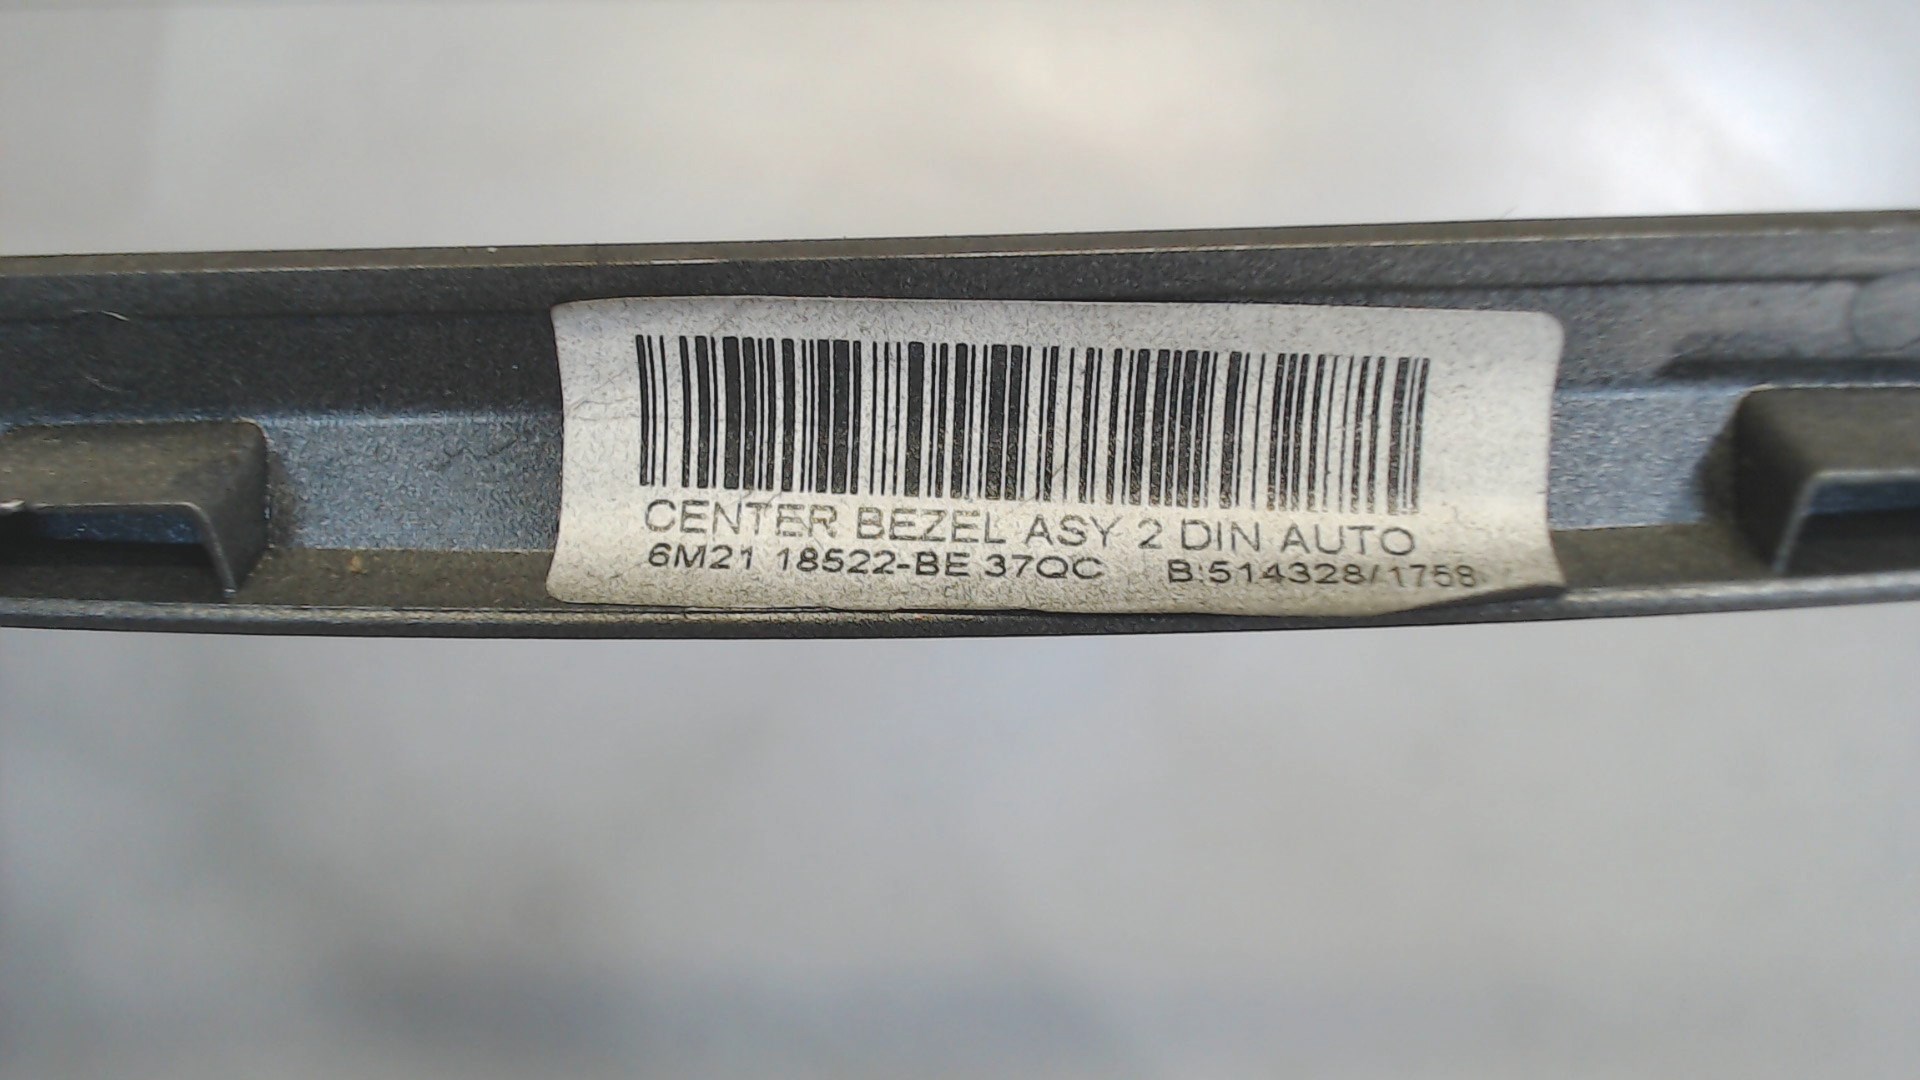 CENTER BEZEL ASY 2 DIN AUTO
6M21 18522-BE 37QC B:514328/1758